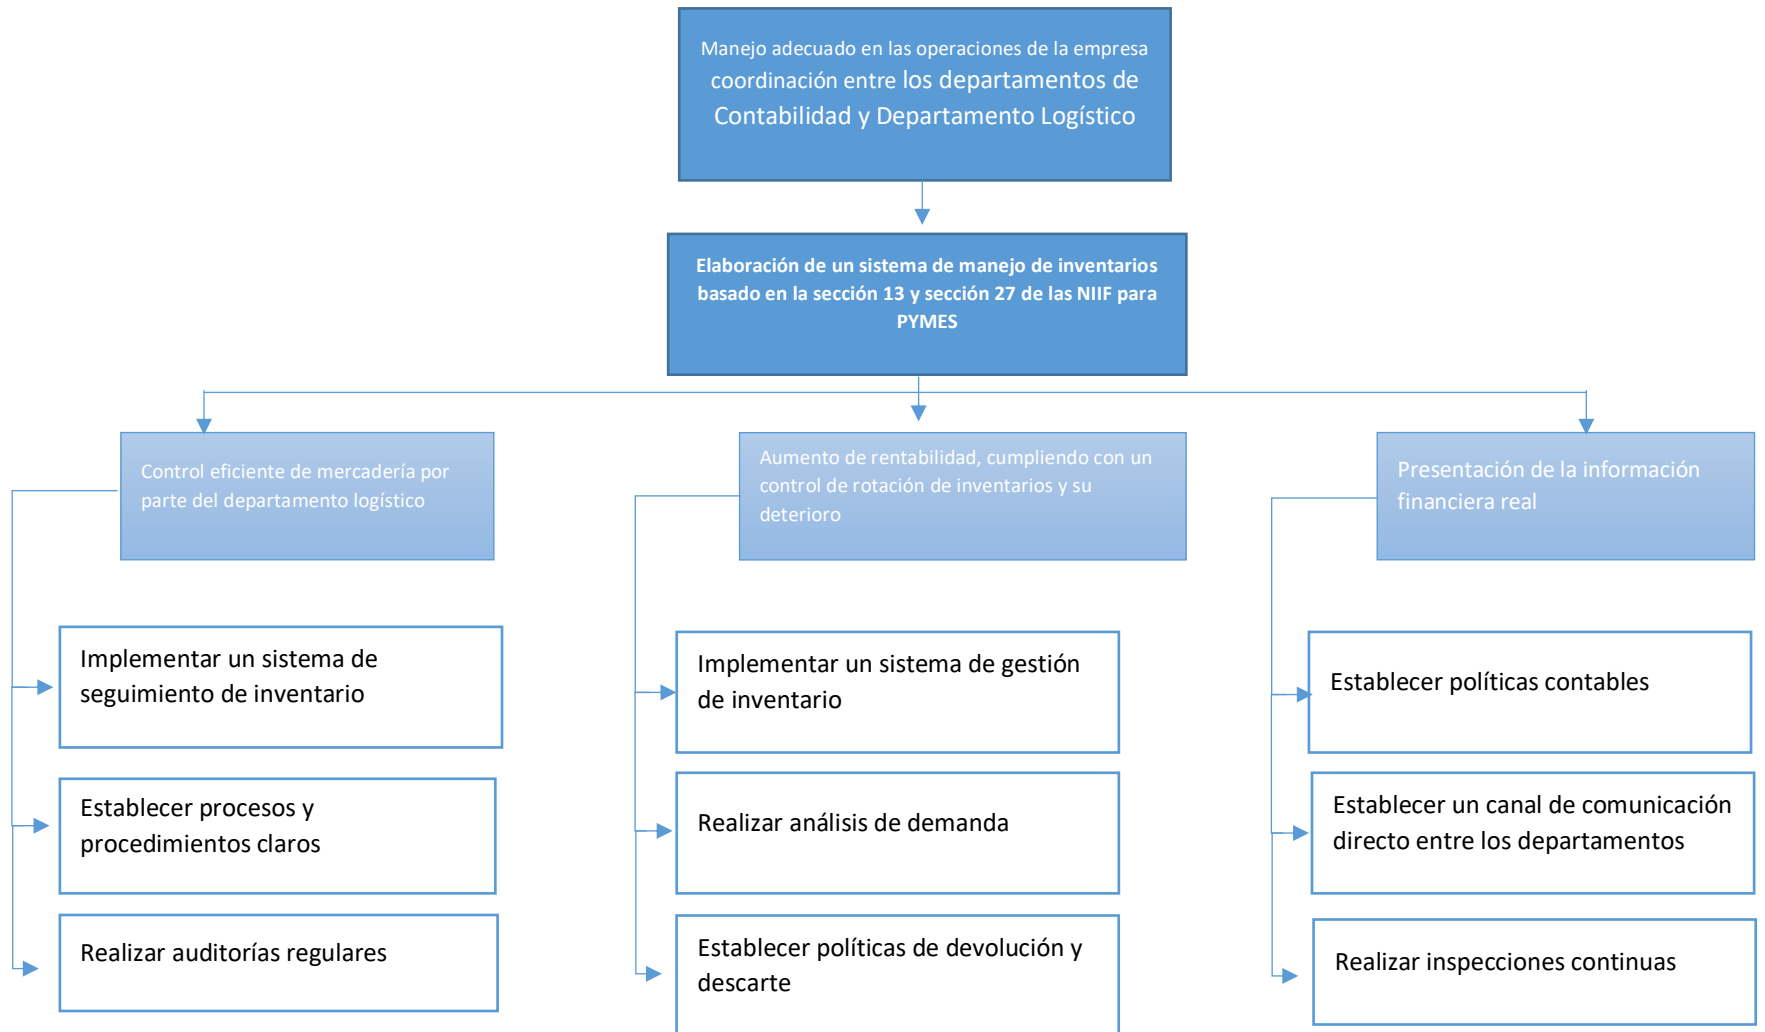 Manejo adecuado en las operaciones de la empresa
coordinación entre los departamentos de
Contabilidad y Departamento Logístico
Elaboración de un sistema de manejo de inventarios
basado en la sección 13 y sección 27 de las NIIF para
PYMES
Control eficiente de mercadería por
parte del departamento logístico
Aumento de rentabilidad, cumpliendo con un
control de rotación de inventarios y su
deterioro
Presentación de la información
financiera real
Implementar un sistema de
seguimiento de inventario
Implementar un sistema de gestión
de inventario
Establecer políticas contables
Establecer procesos y
procedimientos claros
Realizar análisis de demanda
Establecer un canal de comunicación
directo entre los departamentos
Realizar auditorías regulares
Establecer políticas de devolución y
descarte
Realizar inspecciones continuas